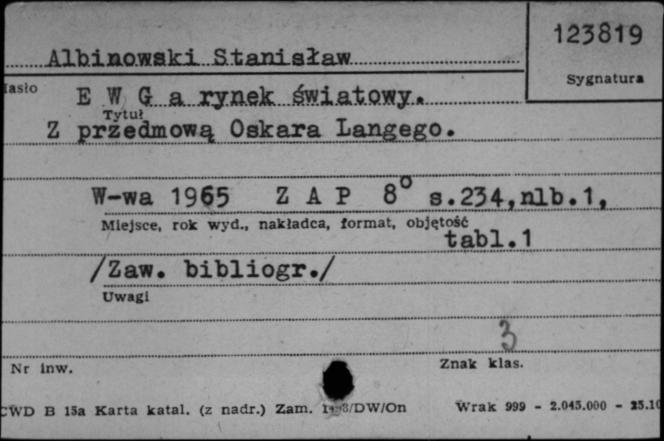 123819
Albinowski Stanisław
Sygnatura
E W G a rynek światowy.
Tytuł
Z przedmową Oskara Langego.
W-wa 1965 Z A P 8° s.234,nlb.1,
Miejsce, rok wyd., nakładca, format, objętość
tabl.1
/Zaw. bibliogr./
Uwagi
3
Nr inw.
Znak klas.
CWD B 15a Karta katal. (z nadr.) Zam. /DW/On Wrak 999 - 2.045.000 -